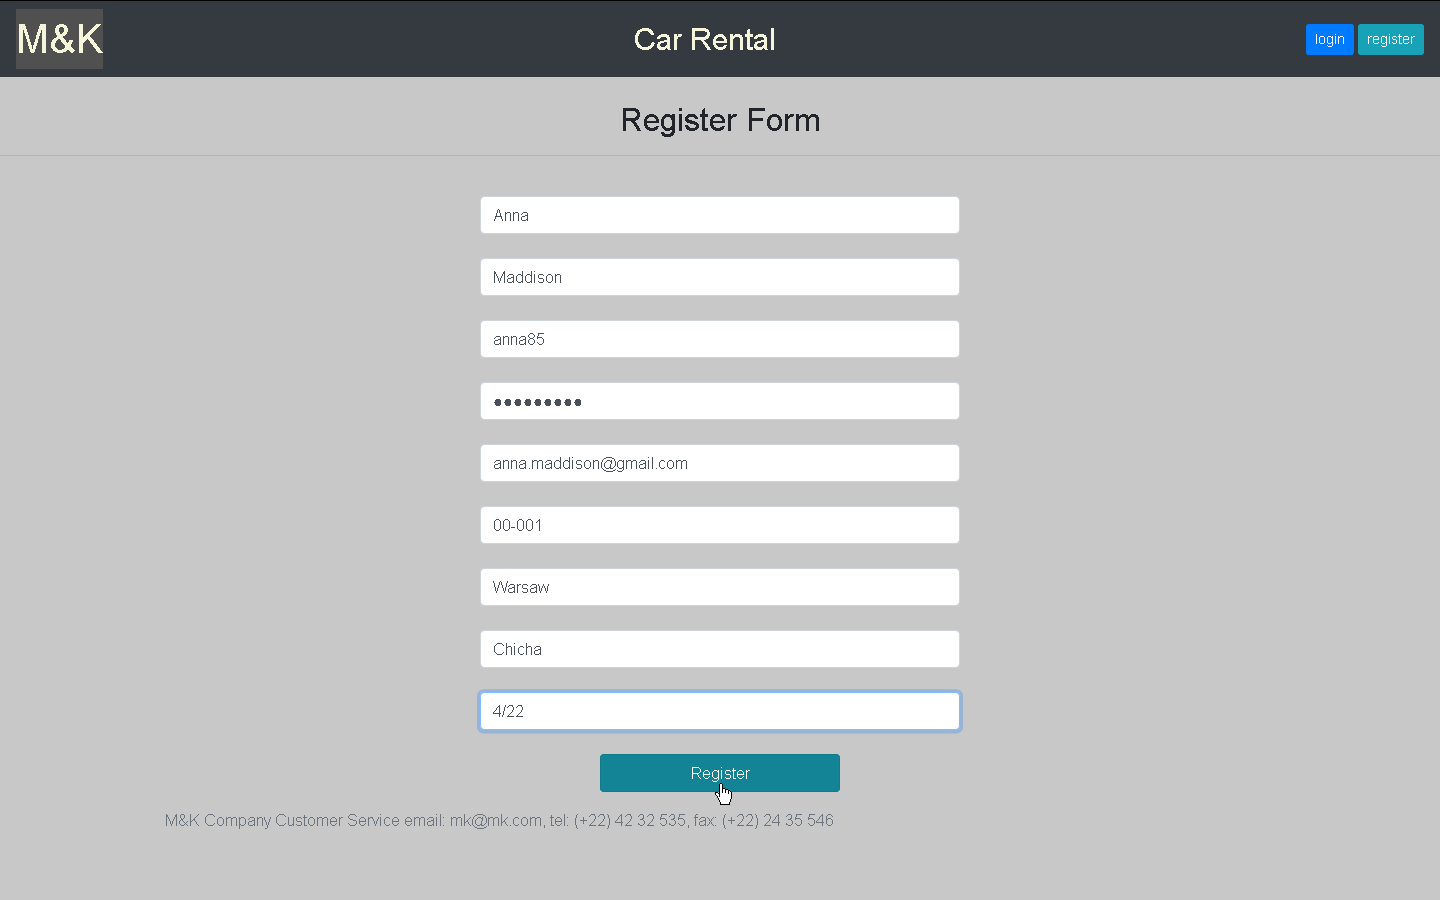 M&K
Car Rental
login
register
Register Form
Anna
Maddison
anna85
•••••••••
anna.maddison@gmail.com
00-001
Warsaw
Chicha
4/22
Register
M&K Company Customer Service email: mk@mk.com, tel: (+22) 42 32 535, fax: (+22) 24 35 546